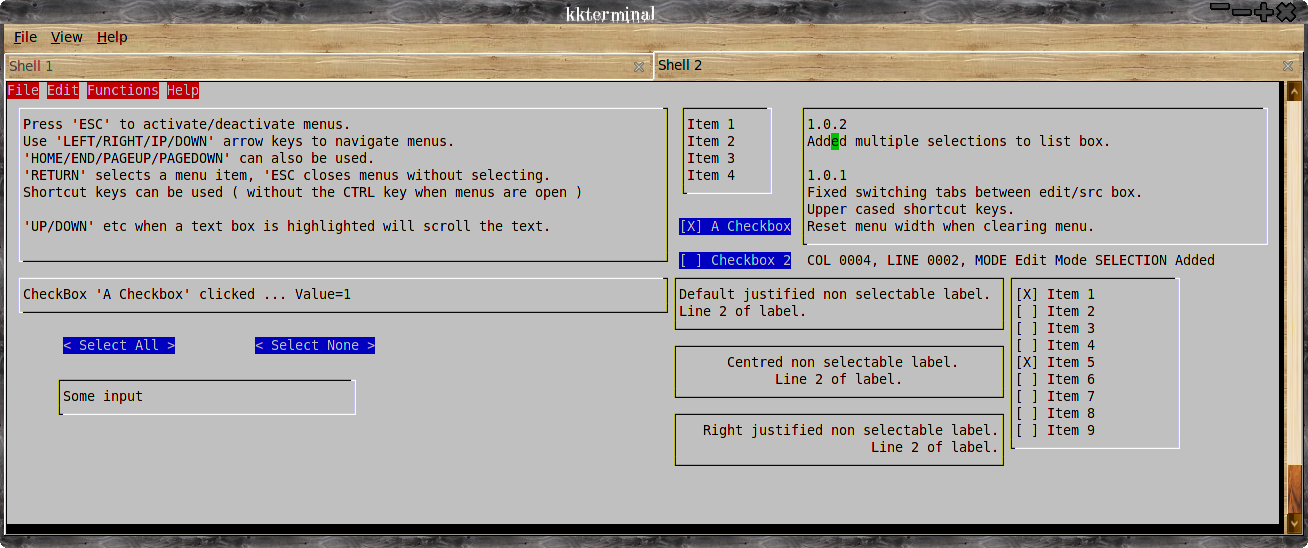 kkterminal
File View Help
Shell 1
Shell 2
File Edit Functions Help
Press 'ESC' to activate/deactivate menus.
Use 'LEFT/RIGHT/IP/DOWN' arrow keys to navigate menus.
'HOME/END/PAGEUP/PAGEDOWN' can also be used.
'RETURN' selects a menu item, 'ESC closes menus without selecting.
Shortcut keys can be used ( without the CTRL key when menus are open )
'UP/DOWN' etc when a text box is highlighted will scroll the text.
Item 1
Item 2
Item 3
Item 4
1.0.2
Added multiple selections to list box.
1.0.1
Fixed switching tabs between edit/src box.
Upper cased shortcut keys.
Reset menu width when clearing menu.
[X] A Checkbox
[ ] Checkbox 2
COL 0004, LINE 0002, MODE Edit Mode SELECTION Added
CheckBox 'A Checkbox' clicked ... Value=1
< Select All >
< Select None >
Some input
Default justified non selectable label.
Line 2 of label.
Centred non selectable label.
Line 2 of label.
Right justified non selectable label.
Line 2 of label.
[X] Item 1
[ ] Item 2
[ ] Item 3
[ ] Item 4
[X] Item 5
[ ] Item 6
[ ] Item 7
[ ] Item 8
[ ] Item 9